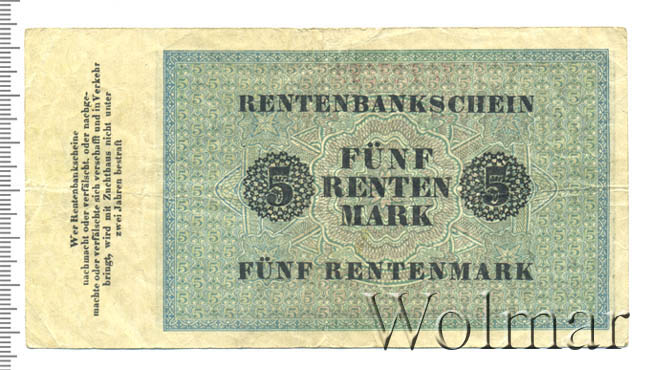 Wer Rentenbankscheine
nachmacht oder verfälscht, oder nachge-
machte oder verfälschte sich verschafft und in Verkehr
bringt, wird mit Zuchthaus nicht unter
zwei Jahren bestraft
RENTENBANKSCHEIN
5
FÜNF
RENTEN
MARK
5
FÜNF RENTENMARK
Wolmar